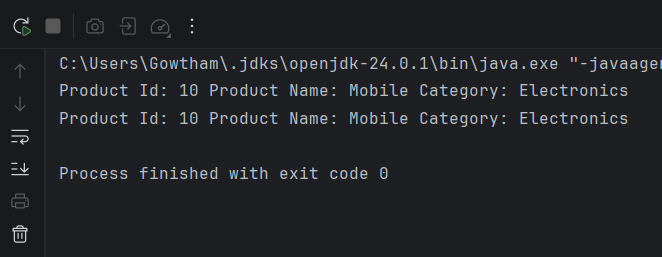 C:\Users\Gowtham\.jdks\openjdk-24.0.1\bin\java.exe "-javaager
Product Id: 10 Product Name: Mobile Category: Electronics
Product Id: 10 Product Name: Mobile Category: Electronics
Process finished with exit code 0